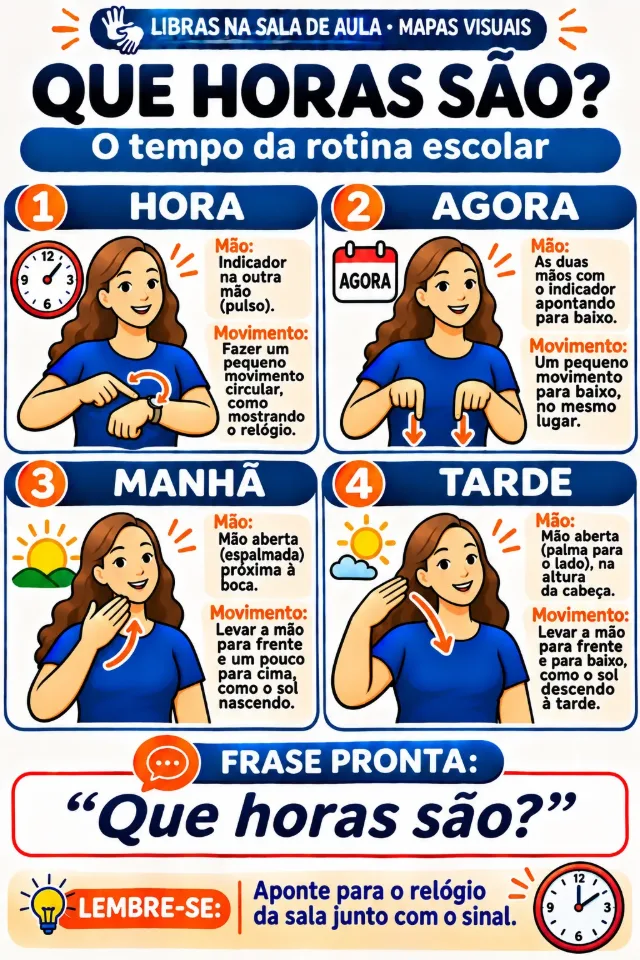 LIBRAS NA SALA DE AULA • MAPAS VISUAIS
QUE HORAS SÃO?
O tempo da rotina escolar
1 HORA
12
3
6
9
Mão:
Indicador
na outra
mão
(pulso).
Movimento:
Fazer um
pequeno
movimento
circular,
como
mostrando
o relógio.
2 AGORA
AGORA
Mão:
As duas
mãos com
o indicador
apontando
para baixo.
Movimento:
Um pequeno
movimento
para baixo,
no mesmo
lugar.
3 MANHÃ
Mão:
Mão aberta
(espalmada)
próxima à
boca.
Movimento:
Levar a mão
para frente
e um pouco
para cima,
como o sol
nascendo.
4 TARDE
Mão:
Mão aberta
(palma para
o lado), na
altura
da cabeça.
Movimento:
Levar a mão
para frente
e para baixo,
como o sol
descendo
à tarde.
FRASE PRONTA:
“Que horas são?”
LEMBRE-SE:
Aponte para o relógio
da sala junto com o sinal.
12
3
6
9